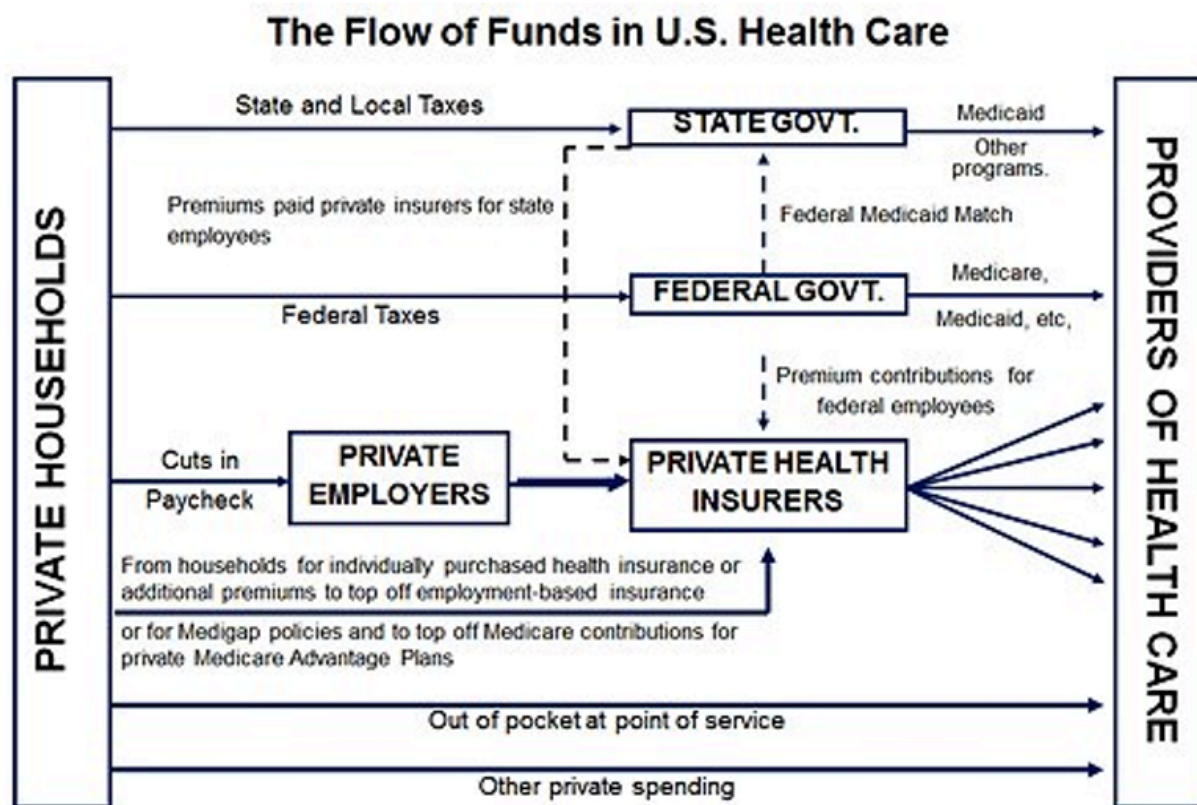 The Flow of Funds in U.S. Health Care
PRIVATE HOUSEHOLDS
State and Local Taxes
STATE GOVT.
Medicaid
Other
programs.
Premiums paid private insurers for state
employees
Federal Medicaid Match
Federal Taxes
FEDERAL GOVT.
Medicare,
Medicaid, etc,
Premium contributions for
federal employees
Cuts in
Paycheck
PRIVATE
EMPLOYERS
PRIVATE HEALTH
INSURERS
From households for individually purchased health insurance or
additional premiums to top off employment-based insurance
or for Medigap policies and to top off Medicare contributions for
private Medicare Advantage Plans
Out of pocket at point of service
Other private spending
PROVIDERS OF HEALTH CARE